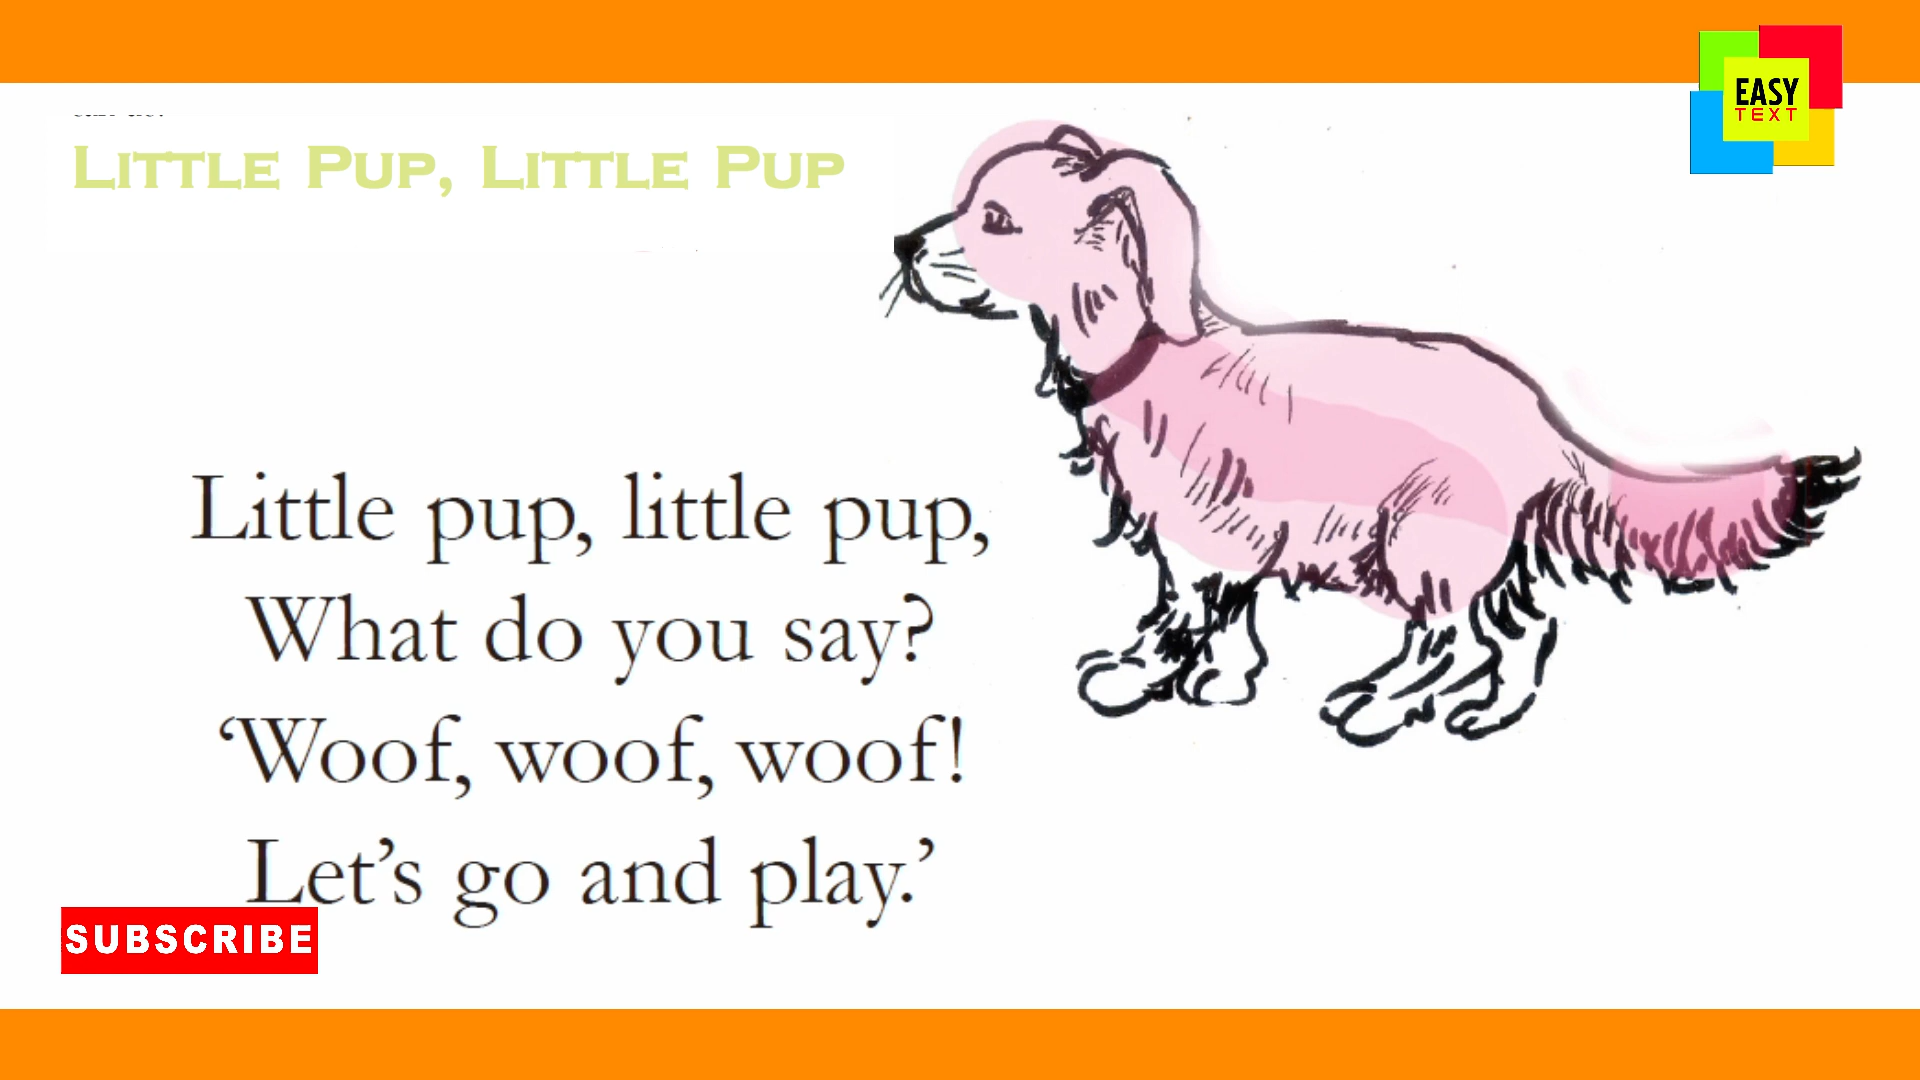 EASY
TEXT
LITTLE PUP, LITTLE PUP
Little pup, little pup,
What do you say?
‘Woof, woof, woof!
Let’s go and play.’
SUBSCRIBE